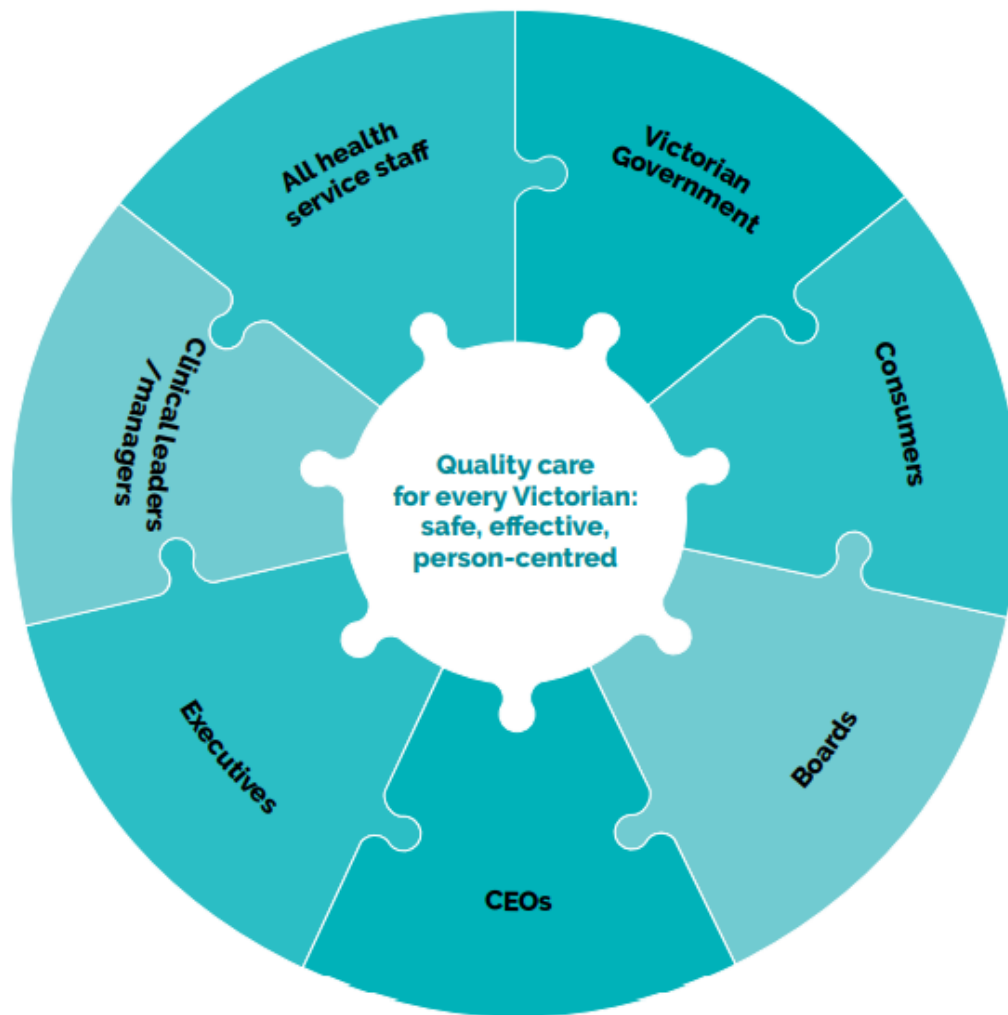 Victorian
Government
Consumers
Boards
CEOs
Executives
Clinical leaders
/managers
All health
service staff
Quality care
for every Victorian:
safe, effective,
person-centred